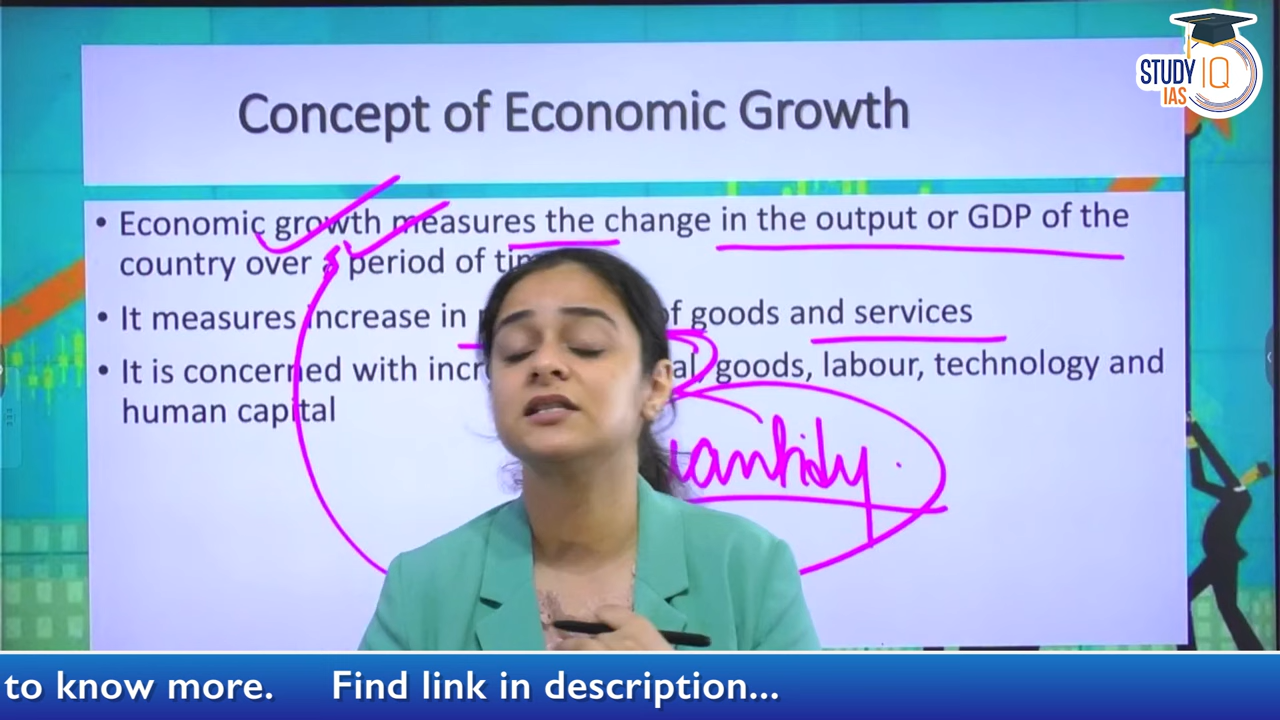 STUDY IQ
IAS
Concept of Economic Growth
• Economic growth measures the change in the output or GDP of the
country over a period of
• It measures increase in of goods and services
• It is concerned with goods, labour, technology and
human capital
to know more. Find link in description...